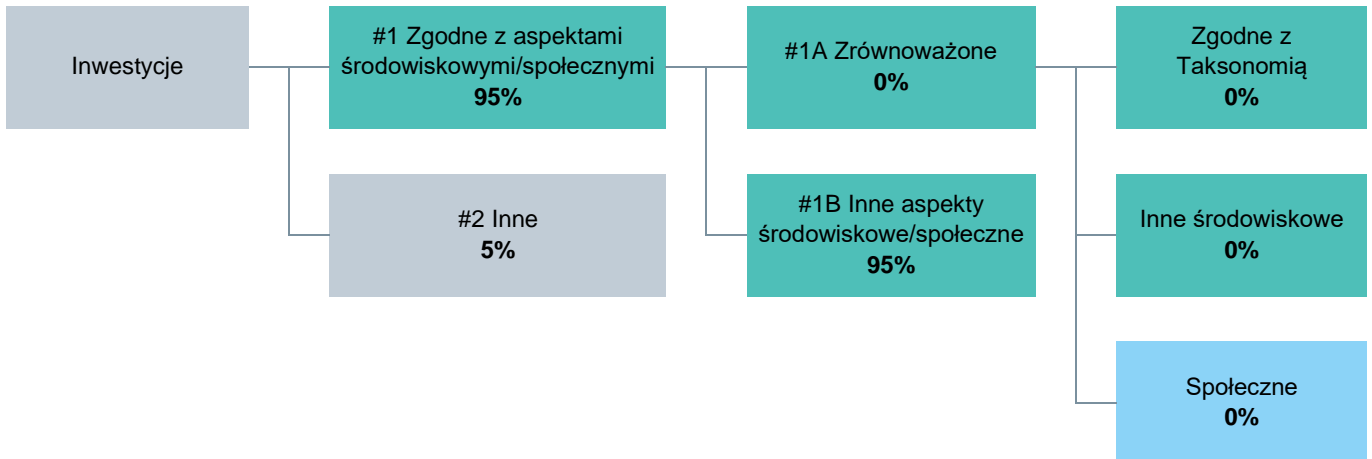 Inwestycje
#1 Zgodne z aspektami
środowiskowymi/społecznymi
95%
#2 Inne
5%
#1A Zrównoważone
0%
#1B Inne aspekty
środowiskowe/społeczne
95%
Zgodne z
Taksonomią
0%
Inne środowiskowe
0%
Społeczne
0%